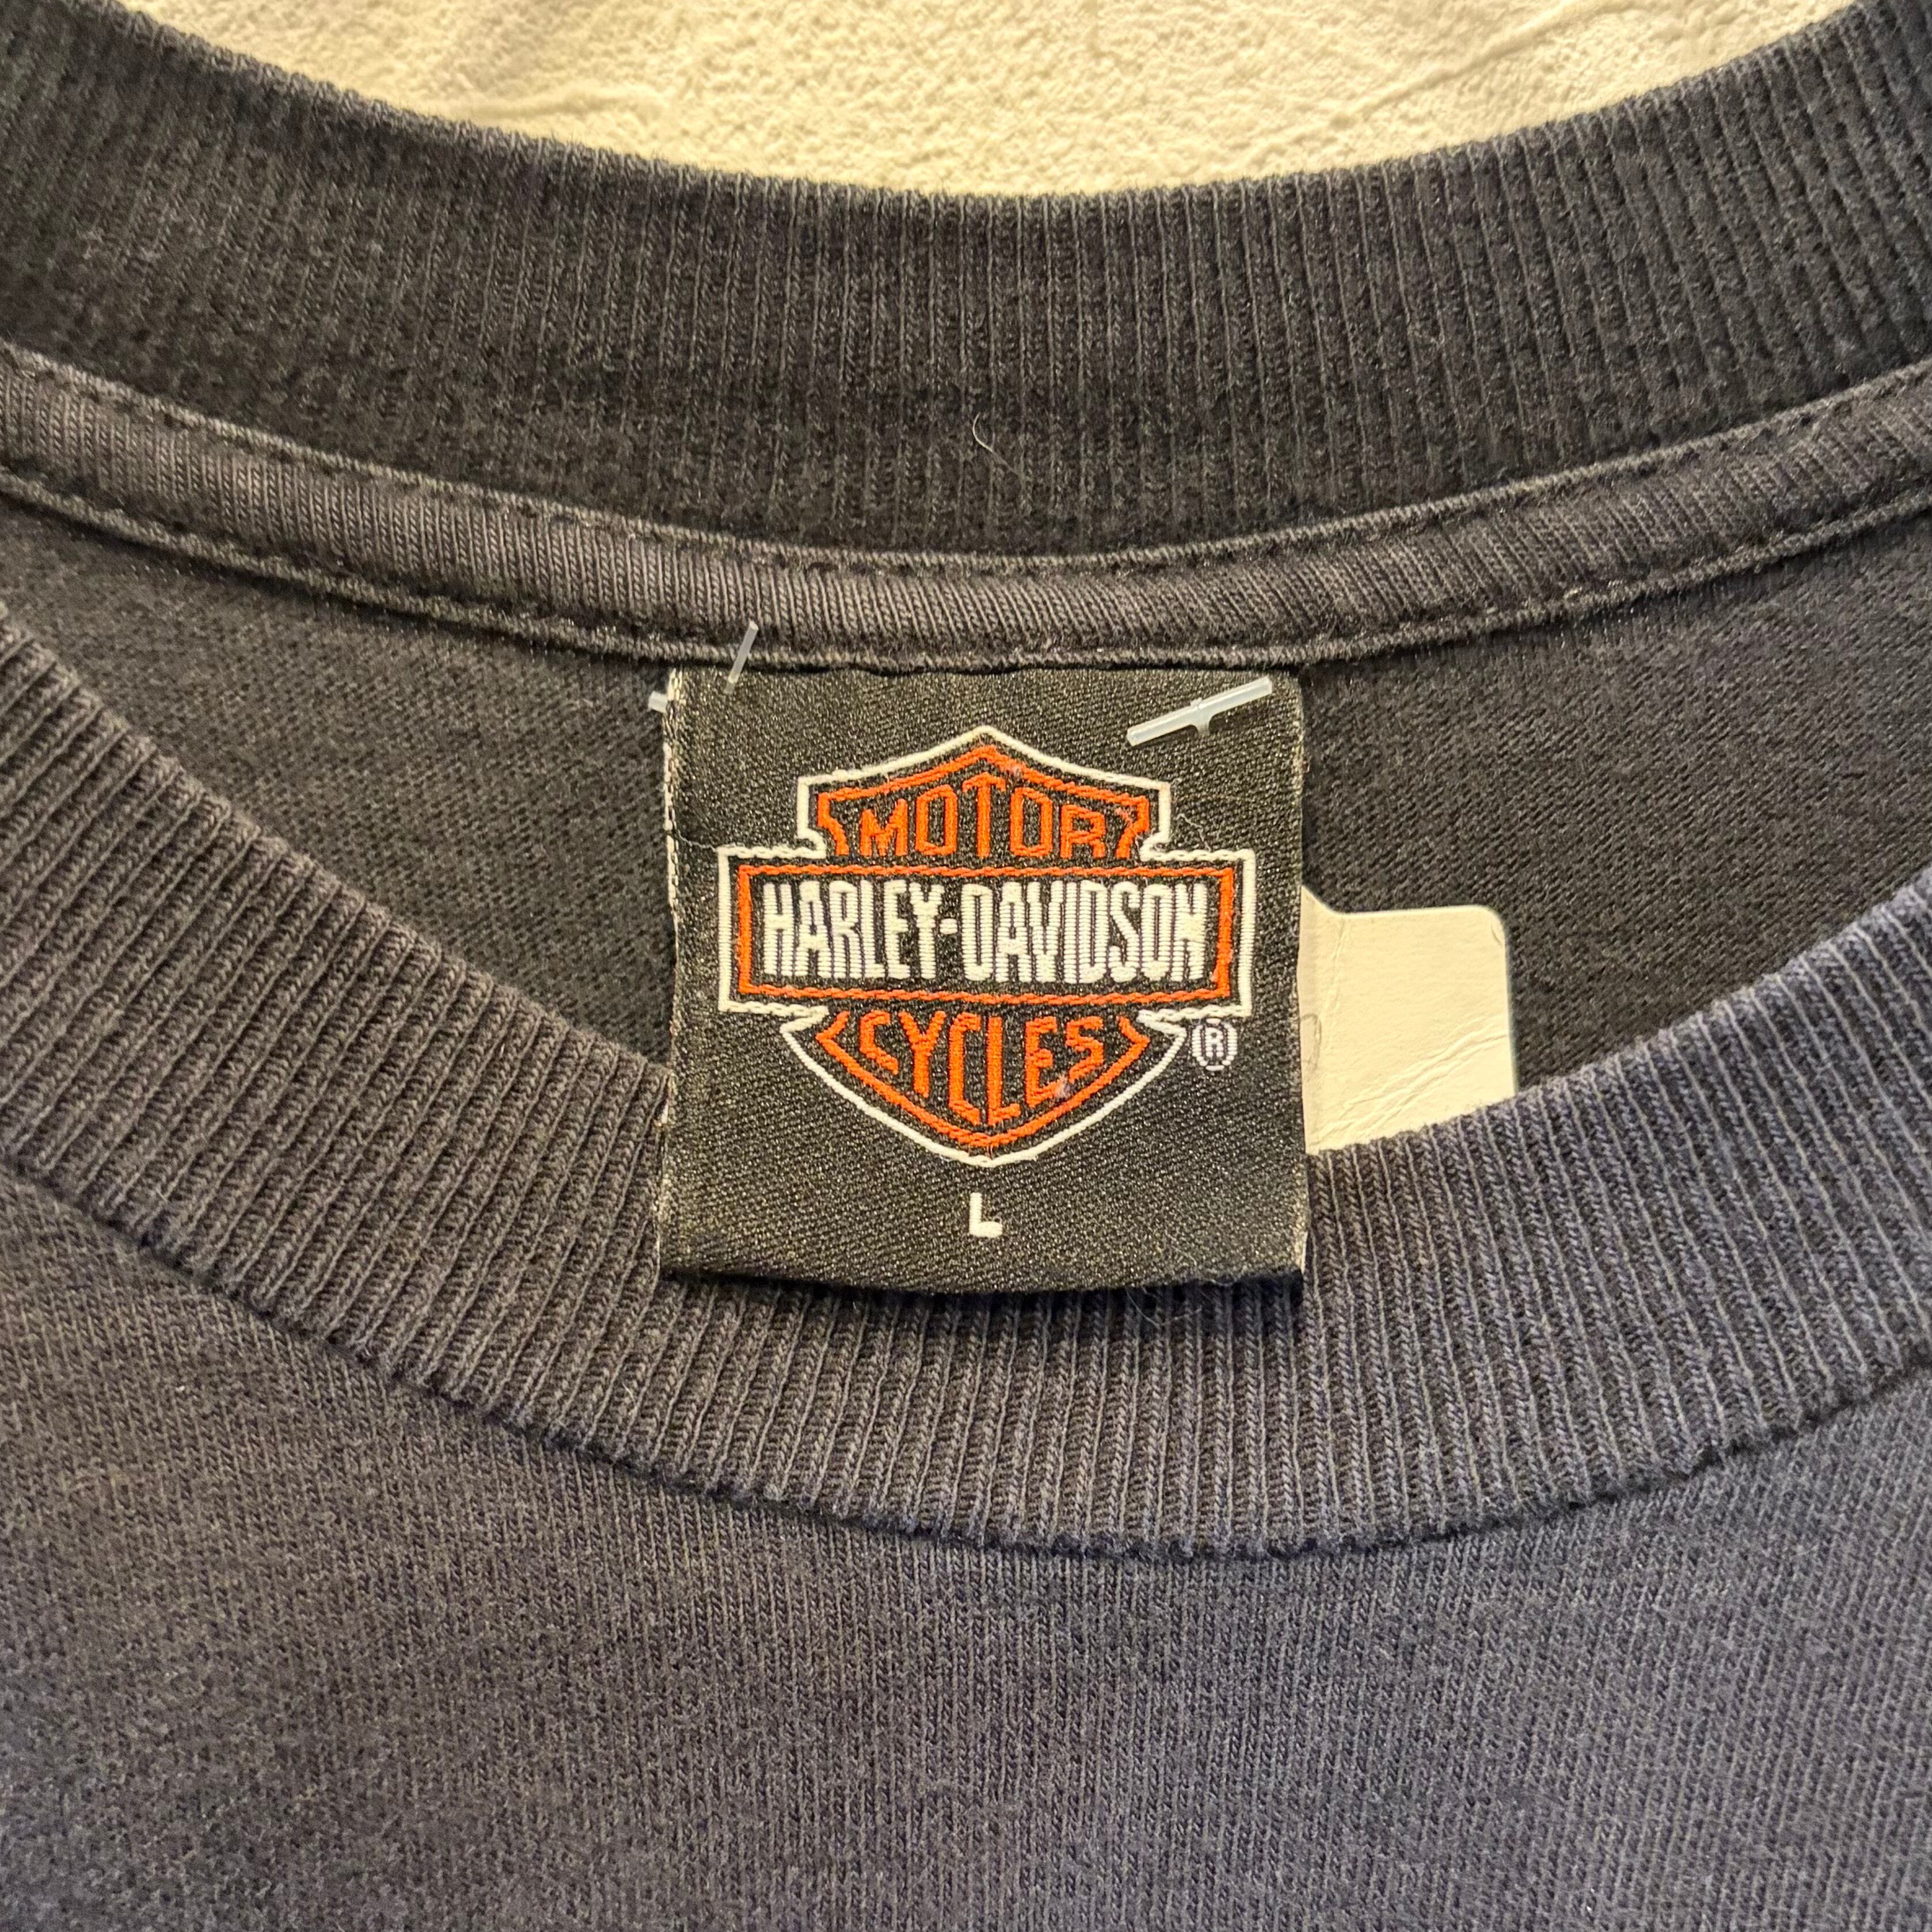 MOTOR
HARLEY-DAVIDSON
CYCLES
®
L